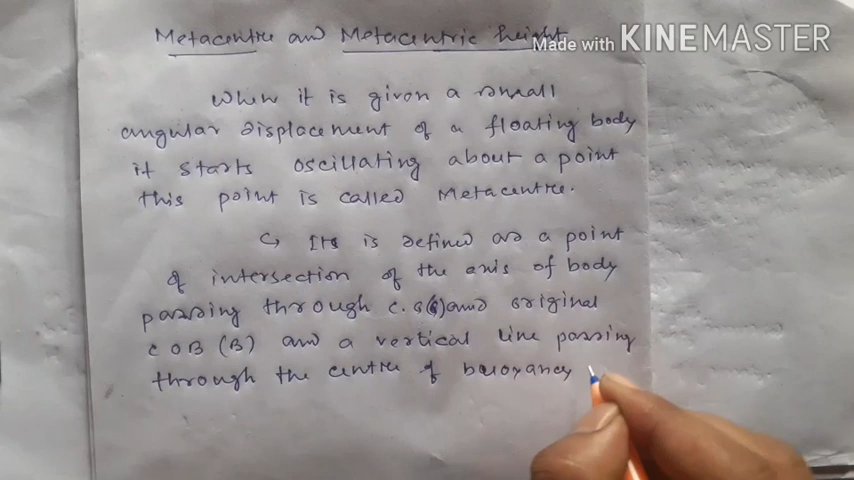 Metacentre and Metacentric height
Made with KINEMASTER
When it is given a small
angular displacement of a floating body
it starts oscillating about a point
this point is called Metacentre.
↳ Its is defined as a point
of intersection of the axis of body
passing through C.G(G) and original
COB (B) and a vertical line passing
through the centre of buoyancy